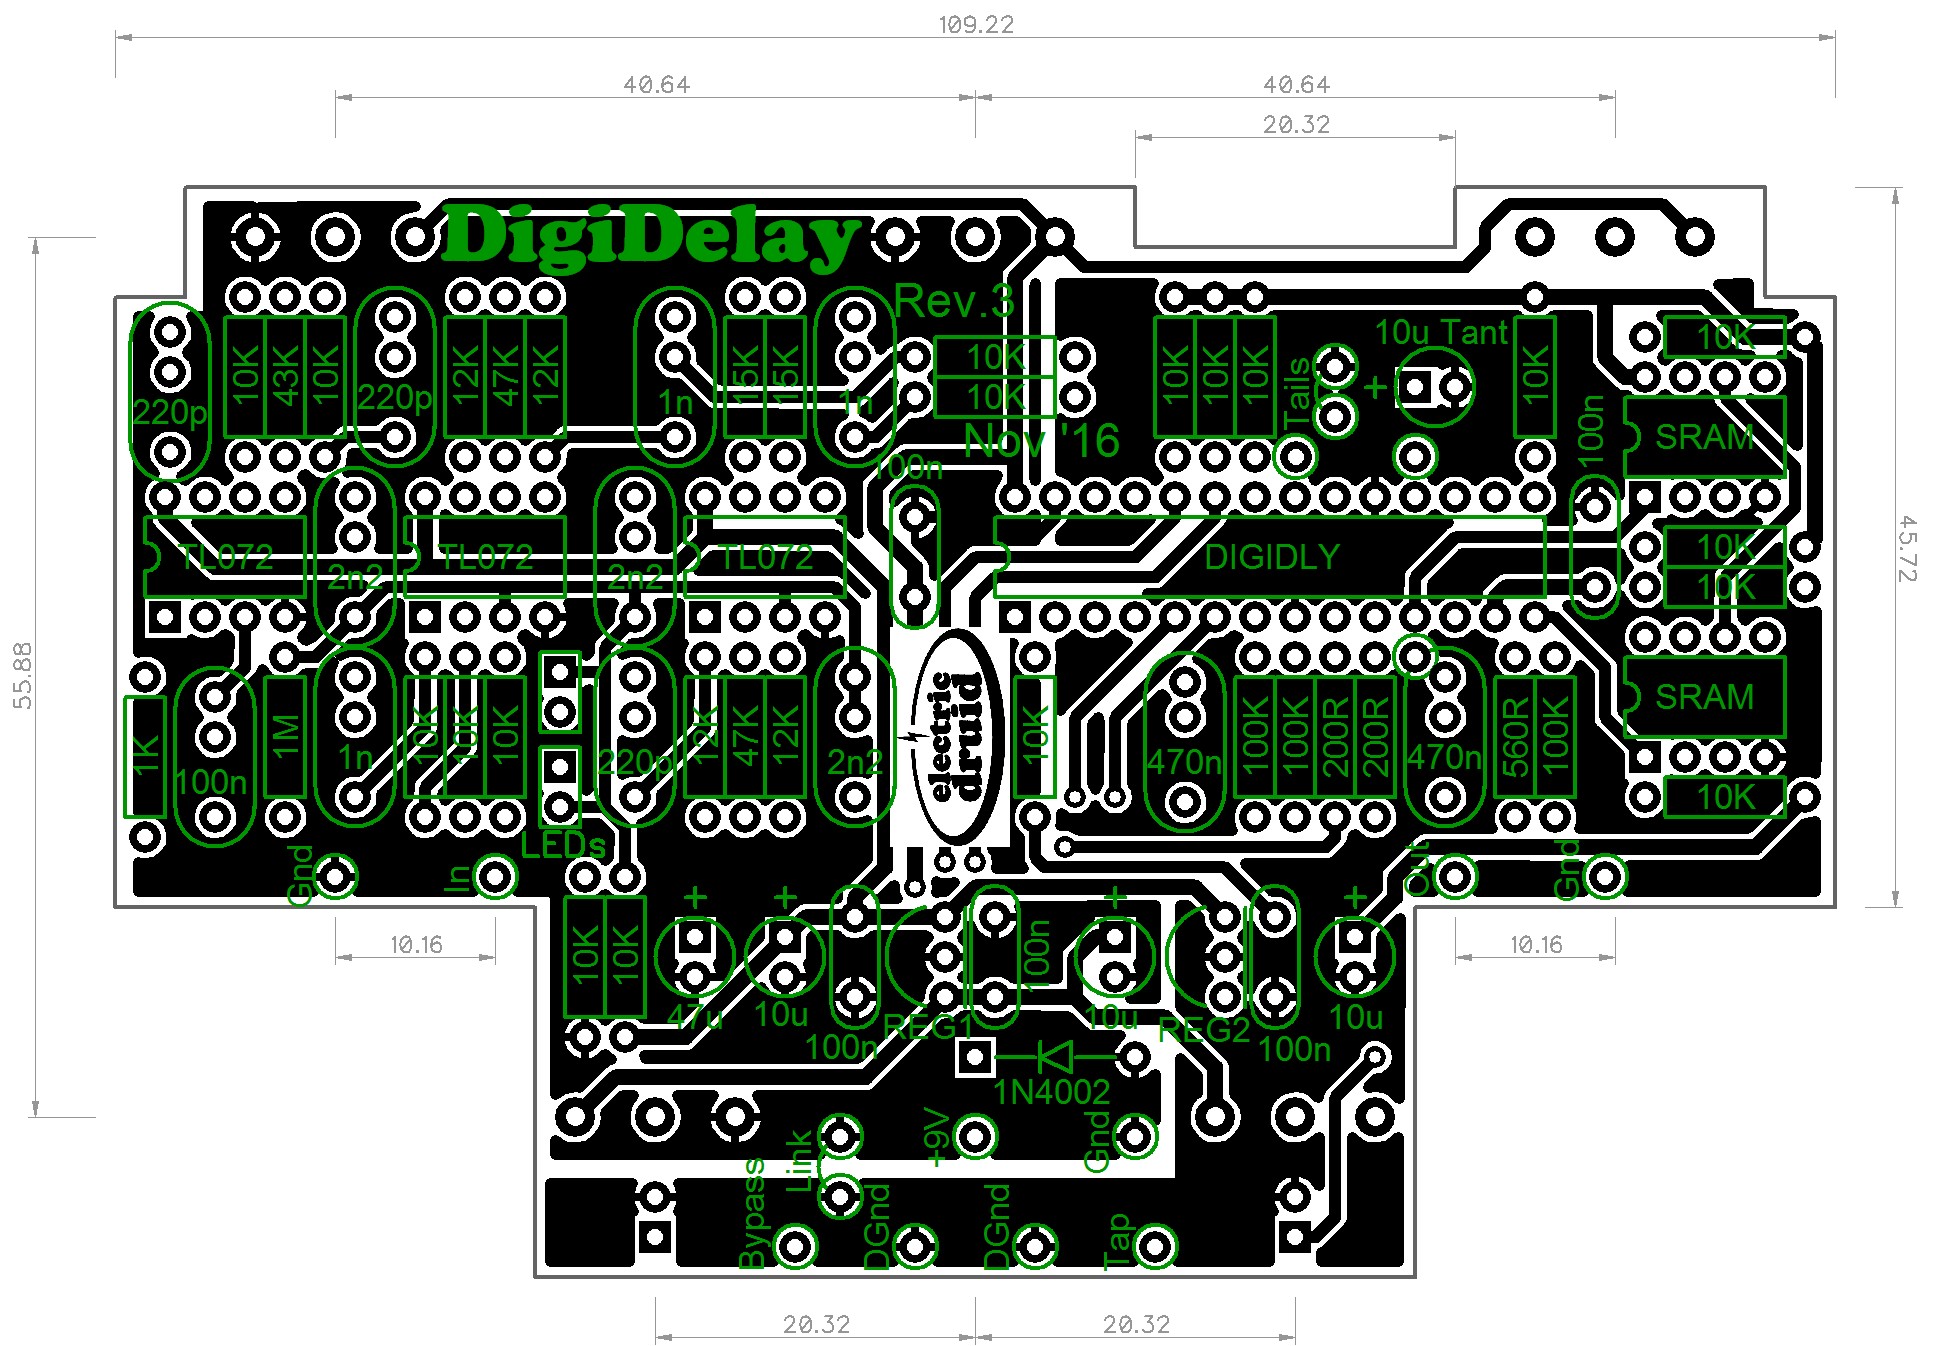 109.22
40.64
40.64
20.32
DigiDelay
Rev.3
10K
43K
10K
220p
220p
12K
47K
12K
1n
15K
15K
1n
10K
10K
Nov '16
10K
10K
10K
Tails
10u Tant
+
10K
100n
10K
SRAM
45.72
100n
TL072
2n2
TL072
2n2
TL072
DIGIDLY
10K
10K
55.88
1K
100n
1M
1n
10K
10K
10K
LEDs
220p
12K
47K
12K
2n2
electric
druid
10K
470n
100K
100K
200R
200R
470n
560R
100K
SRAM
10K
Gnd
In
Out
Gnd
10.16
10.16
10K
10K
+
47u
+
10u
100n
REG1
100n
+
10u
REG2
100n
+
10u
1N4002
Link
+9V
Gnd
Bypass
DGnd
DGnd
Tap
20.32
20.32